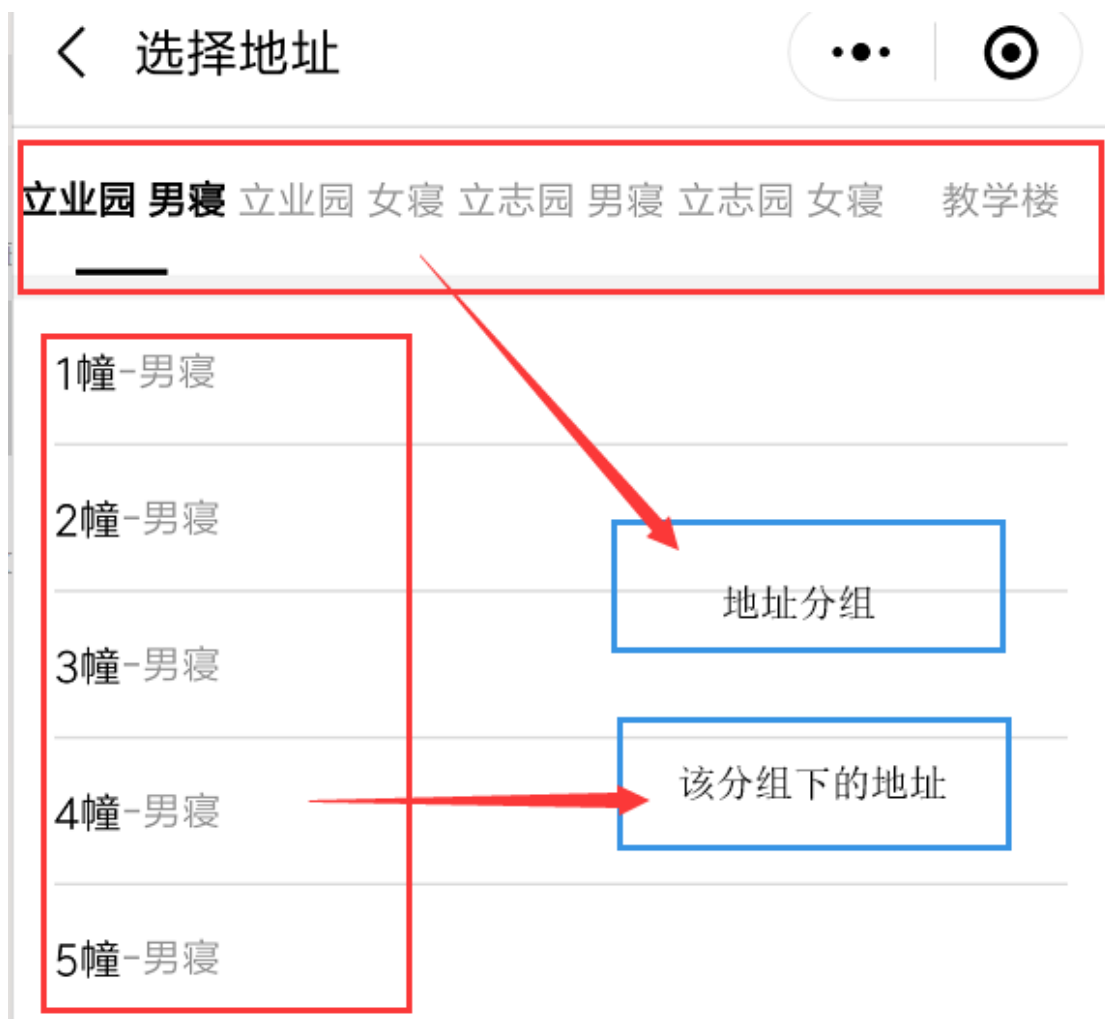 选择地址
立业园 男寝 立业园 女寝 立志园 男寝 立志园 女寝 教学楼
1幢-男寝
2幢-男寝
地址分组
3幢-男寝
该分组下的地址
4幢-男寝
5幢-男寝